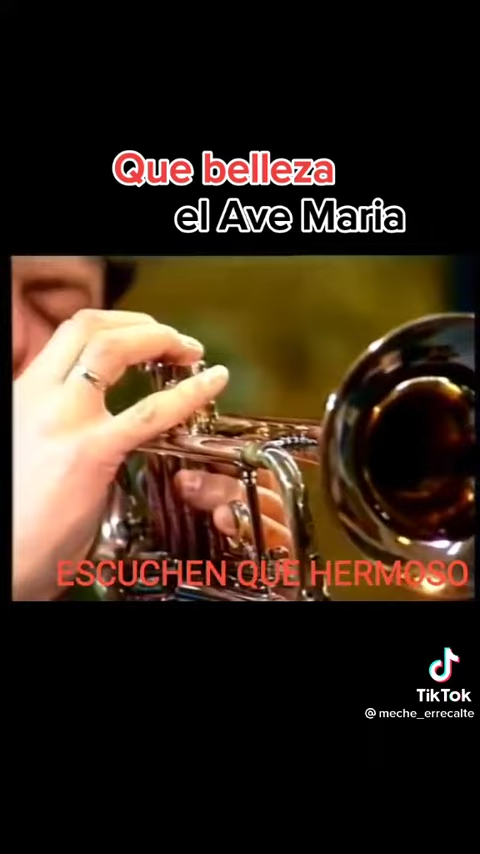 Que belleza
el Ave Maria
ESCUCHEN QUE HERMOSO
TikTok
@meche_errecalte